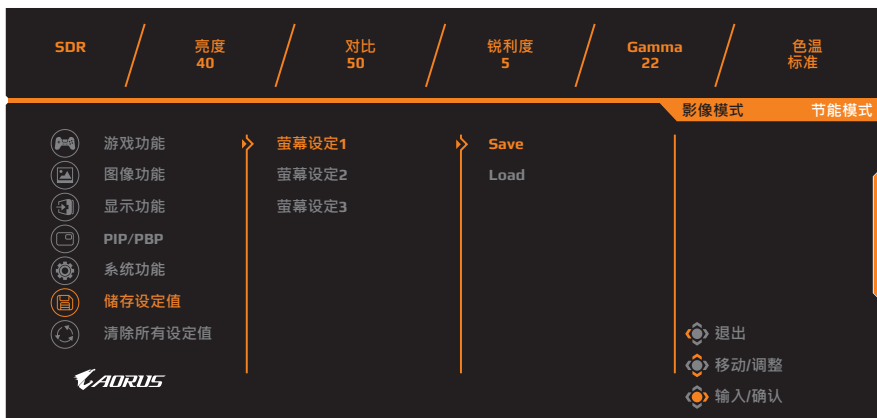 SDR
亮度
40
对比
50
锐利度
5
Gamma
22
色温
标准
影像模式 节能模式
游戏功能
图像功能
显示功能
PIP/PBP
系统功能
储存设定值
清除所有设定值
萤幕设定1
萤幕设定2
萤幕设定3
Save
Load
退出
移动/调整
输入/确认
AORUS